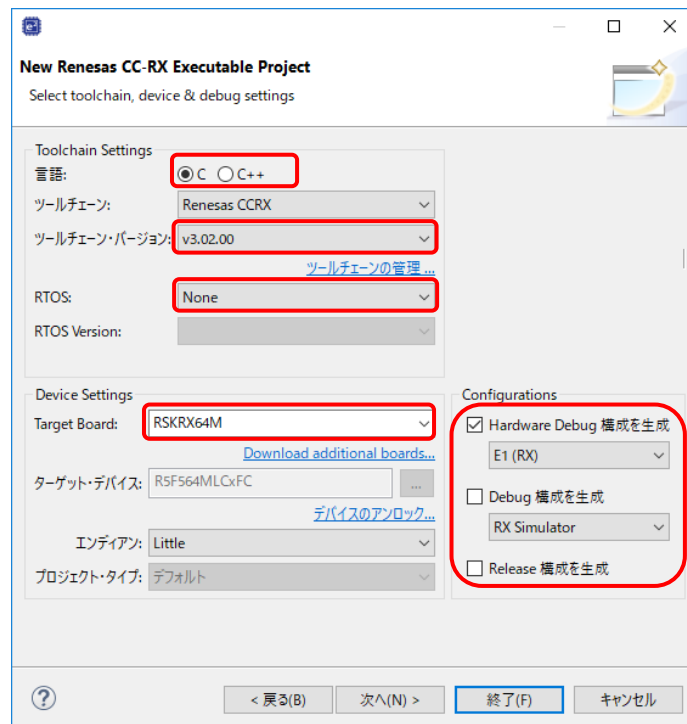 New Renesas CC-RX Executable Project
Select toolchain, device & debug settings
Toolchain Settings
言語: C C++
ツールチェーン: Renesas CCRX
ツールチェーン・バージョン: v3.02.00
ツールチェーンの管理 ...
RTOS: None
RTOS Version:
Device Settings
Target Board: RSKRX64M
Download additional boards...
ターゲット・デバイス: R5F564MLCxFC ...
デバイスのアンロック...
エンディアン: Little
プロジェクト・タイプ: デフォルト
Configurations
Hardware Debug 構成を生成
E1 (RX)
Debug 構成を生成
RX Simulator
Release 構成を生成
? < 戻る(B) 次へ(N) > 終了(F) キャンセル